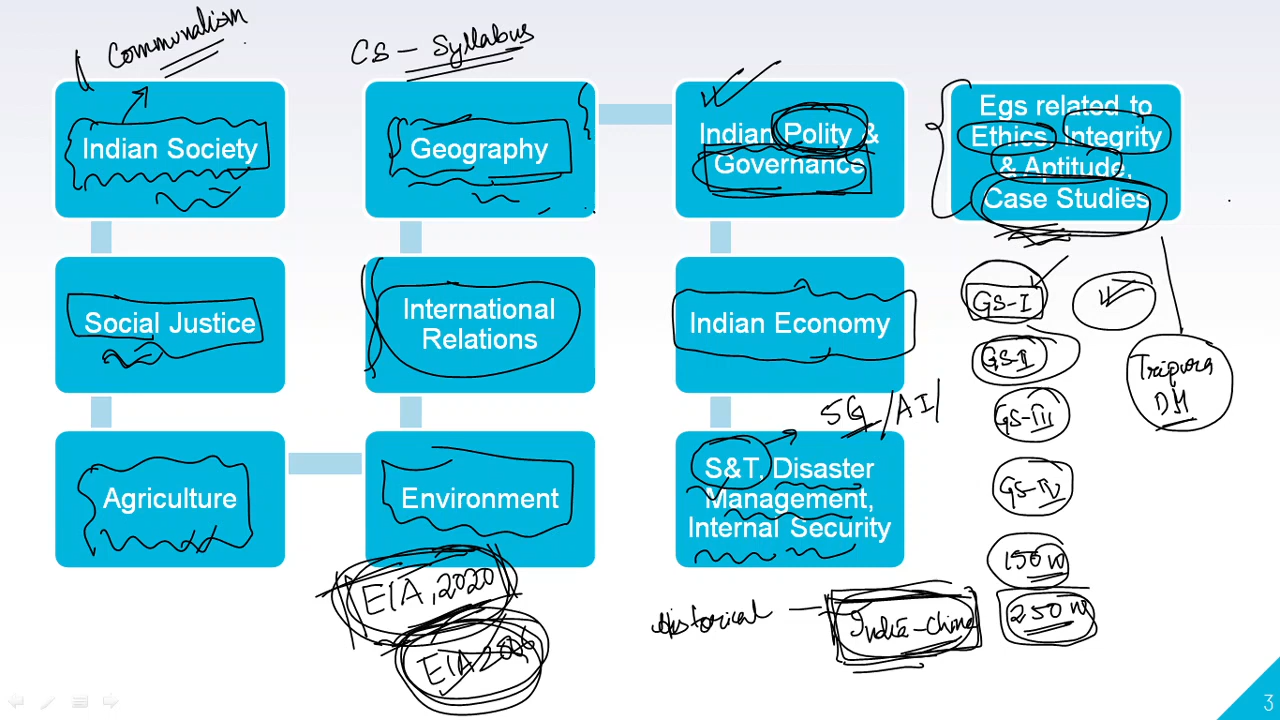 Communalism
CS - Syllabus
Indian Society
Geography
Indian Polity &
Governance
Egs related to
Ethics, Integrity
& Aptitude,
Case Studies
Social Justice
International
Relations
Indian Economy
GS-I
GS-II
GS-III
GS-IV
150 W
250 W
Tripura
DM
5G /AI/
Agriculture
Environment
S&T, Disaster
Management,
Internal Security
EIA, 2020
EIA 2006
Historical - India-China
3